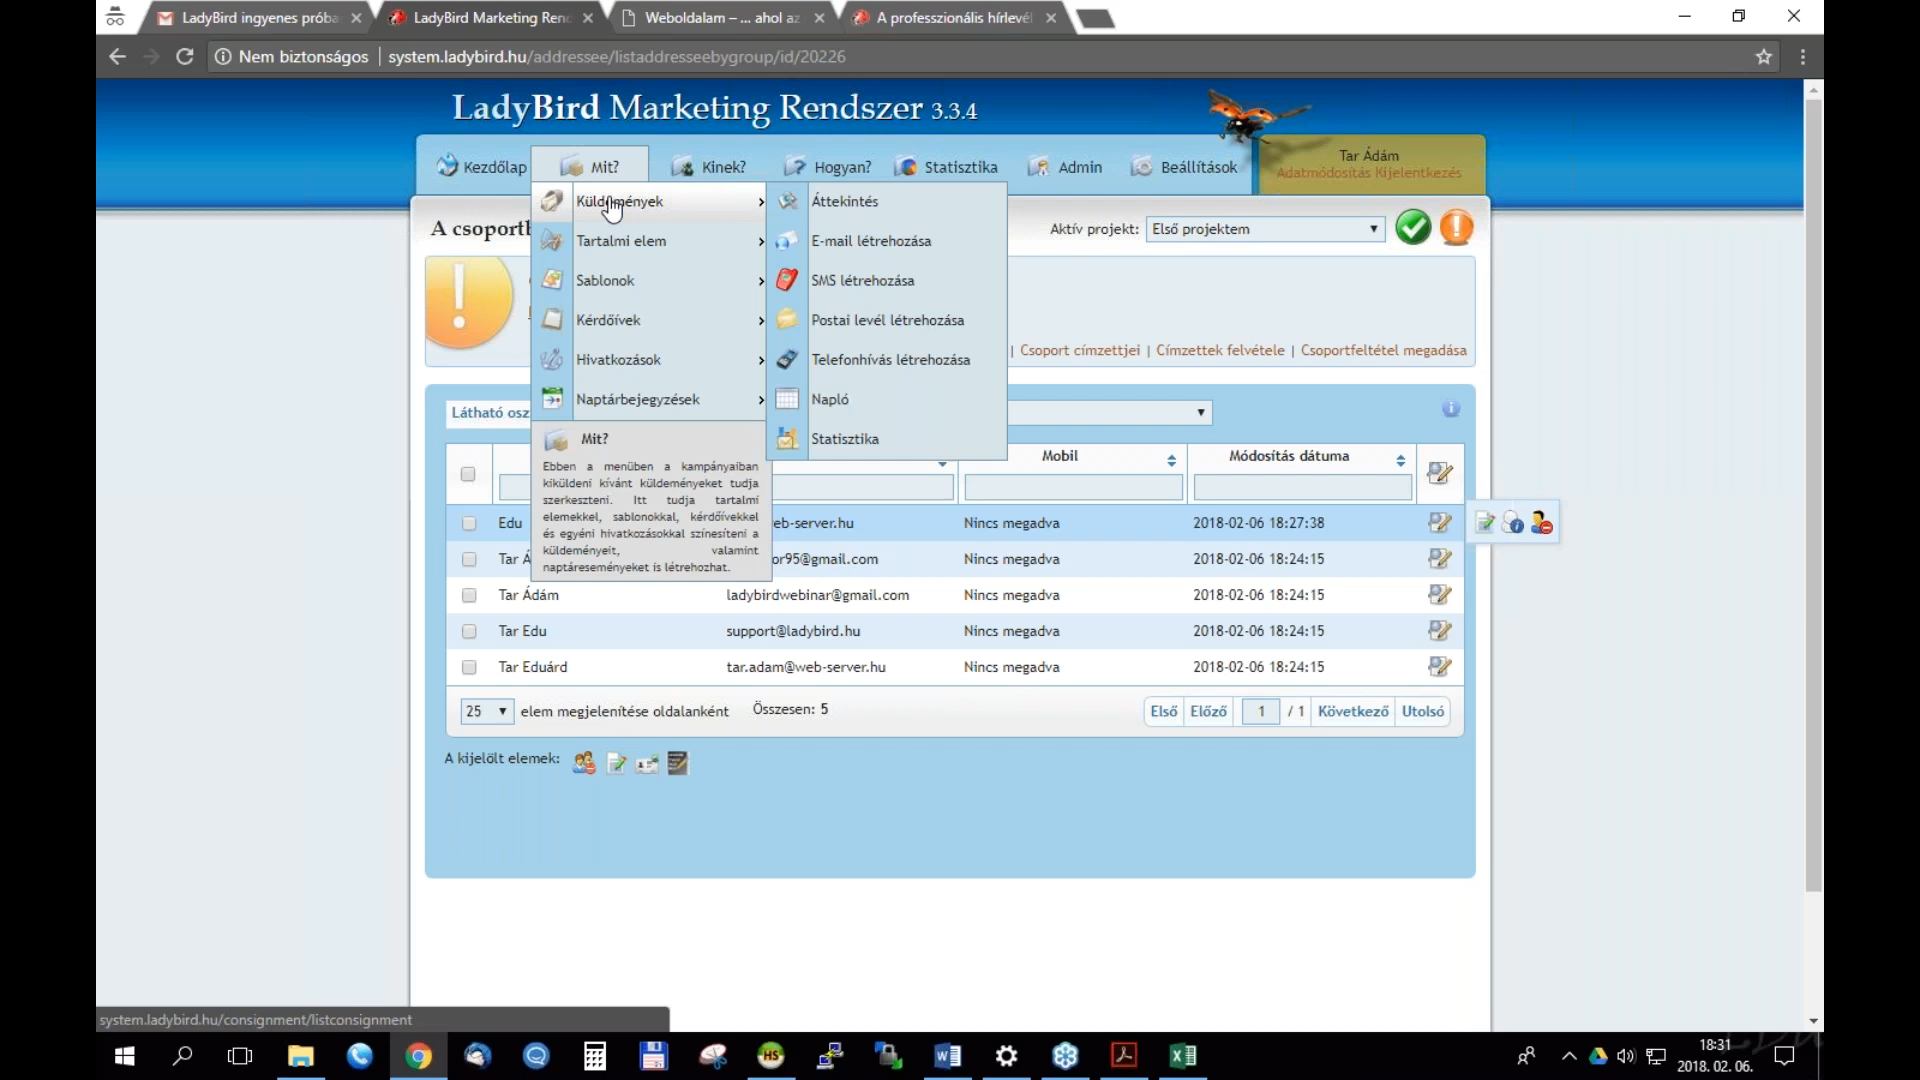 LadyBird ingyenes próba
LadyBird Marketing Ren
Weboldalam – ... ahol az
A professzionális hírlevél
Nem biztonságos
system.ladybird.hu/addressee/listaddresseebygroup/id/20226
LadyBird Marketing Rendszer 3.3.4
Kezdőlap
Mit?
Kinek?
Hogyan?
Statisztika
Admin
Beállítások
Tar Ádám
Adatmódosítás Kijelentkezés
Küldemények
Tartalmi elem
Sablonok
Kérdőívek
Hivatkozások
Naptárbejegyzések
Mit?
Ebben a menüben a kampányaiban
kiküldeni kívánt küldeményeket tudja
szerkeszteni. Itt tudja tartalmi
elemekkel, sablonokkal, kérdőívekkel
és egyéni hivatkozásokkal színesíteni a
küldeményeit, valamint
naptáreseményeket is létrehozhat.
Áttekintés
E-mail létrehozása
SMS létrehozása
Postai levél létrehozása
Telefonhívás létrehozása
Napló
Statisztika
A csoport
Aktív projekt: Első projektem
| Csoport címzettjei | Címzettek felvétele | Csoportfeltétel megadása
Látható osz
Mobil
Módosítás dátuma
Edu eb-server.hu Nincs megadva 2018-02-06 18:27:38
Tar Á or95@gmail.com Nincs megadva 2018-02-06 18:24:15
Tar Ádám ladybirdwebinar@gmail.com Nincs megadva 2018-02-06 18:24:15
Tar Edu support@ladybird.hu Nincs megadva 2018-02-06 18:24:15
Tar Eduárd tar.adam@web-server.hu Nincs megadva 2018-02-06 18:24:15
25 elem megjelenítése oldalanként Összesen: 5
Első Előző 1 / 1 Következő Utolsó
A kijelölt elemek:
system.ladybird.hu/consignment/listconsignment
HS
18:31
2018. 02. 06.